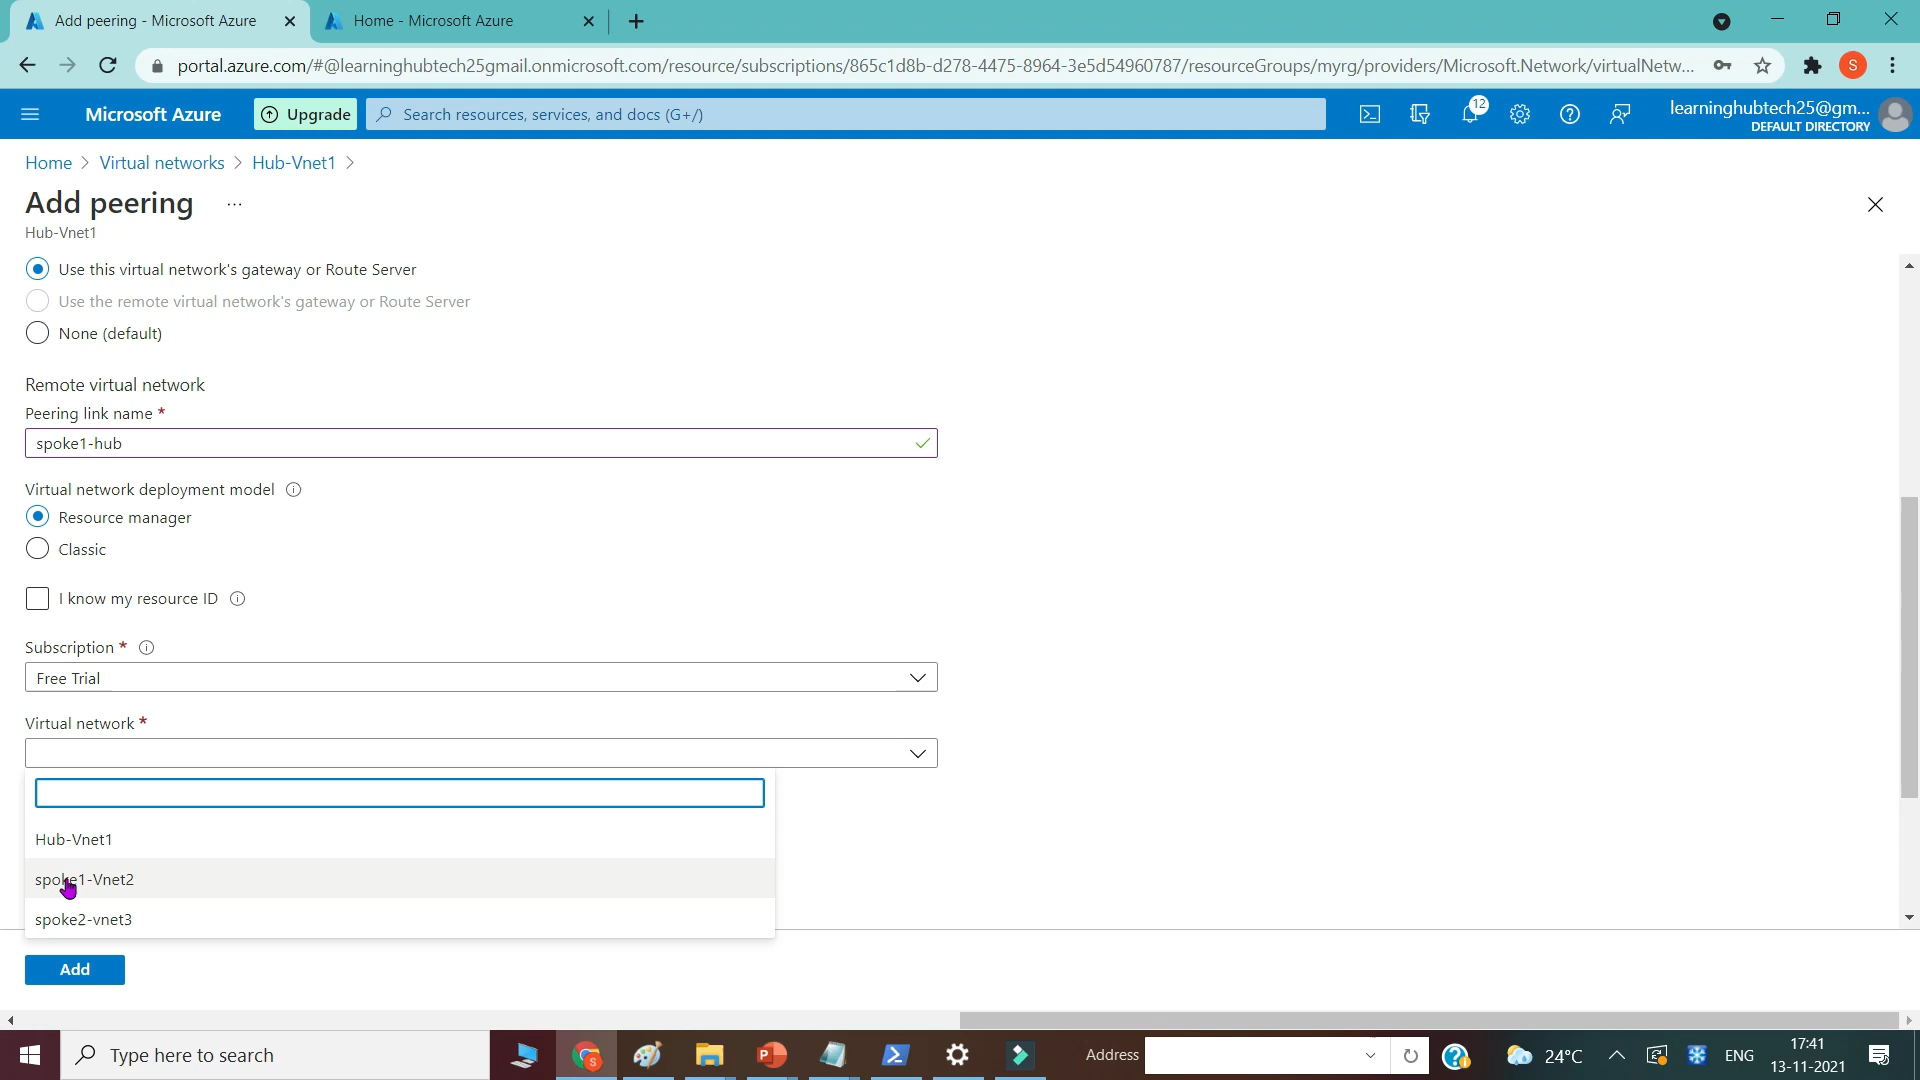 Add peering - Microsoft Azure
Home - Microsoft Azure
portal.azure.com/#@learninghubtech25gmail.onmicrosoft.com/resource/subscriptions/865c1d8b-d278-4475-8964-3e5d54960787/resourceGroups/myrg/providers/Microsoft.Network/virtualNetw...
S
Microsoft Azure
Upgrade
Search resources, services, and docs (G+/)
12
learninghubtech25@gm...
DEFAULT DIRECTORY
Home > Virtual networks > Hub-Vnet1 >
Add peering ...
Hub-Vnet1
Use this virtual network's gateway or Route Server
Use the remote virtual network's gateway or Route Server
None (default)
Remote virtual network
Peering link name *
spoke1-hub
Virtual network deployment model
Resource manager
Classic
I know my resource ID
Subscription *
Free Trial
Virtual network *
Hub-Vnet1
spoke1-Vnet2
spoke2-vnet3
Add
Type here to search
Address
24°C
ENG
17:41
13-11-2021